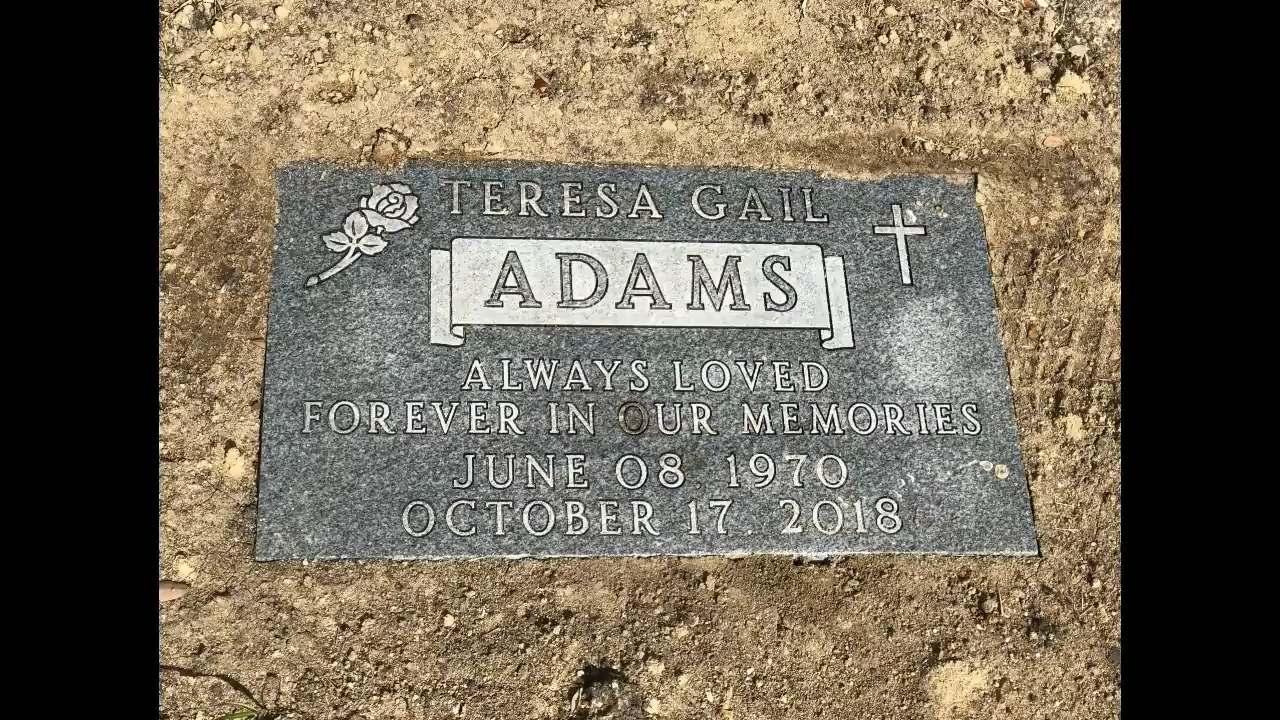 TERESA GAIL
ADAMS
ALWAYS LOVED
FOREVER IN OUR MEMORIES
JUNE 08, 1970
OCTOBER 17, 2018